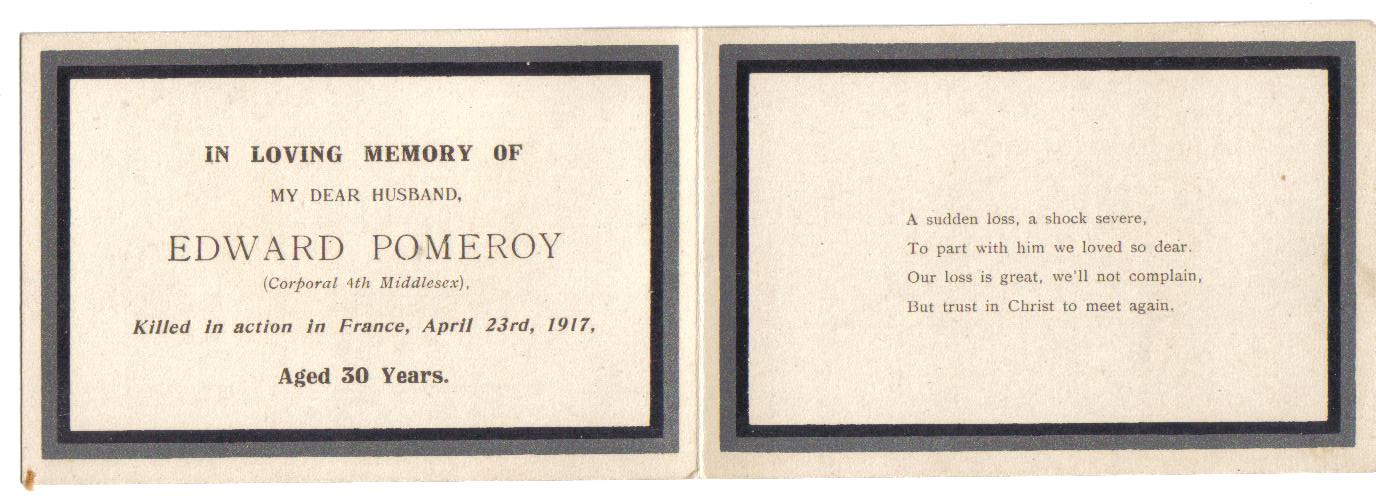 IN LOVING MEMORY OF
MY DEAR HUSBAND,
EDWARD POMEROY
(Corporal 4th Middlesex),
Killed in action in France, April 23rd, 1917,
Aged 30 Years.
A sudden loss, a shock severe,
To part with him we loved so dear.
Our loss is great, we'll not complain,
But trust in Christ to meet again.